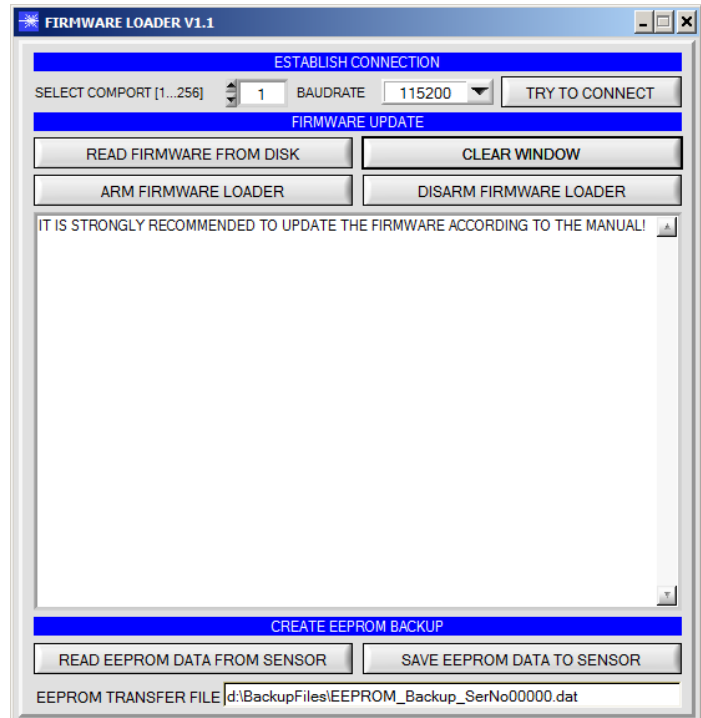 FIRMWARE LOADER V1.1
ESTABLISH CONNECTION
SELECT COMPORT [1...256] 1 BAUDRATE 115200 TRY TO CONNECT
FIRMWARE UPDATE
READ FIRMWARE FROM DISK CLEAR WINDOW
ARM FIRMWARE LOADER DISARM FIRMWARE LOADER
IT IS STRONGLY RECOMMENDED TO UPDATE THE FIRMWARE ACCORDING TO THE MANUAL!
CREATE EEPROM BACKUP
READ EEPROM DATA FROM SENSOR SAVE EEPROM DATA TO SENSOR
EEPROM TRANSFER FILE d:\BackupFiles\EEPROM_Backup_SerNo00000.dat